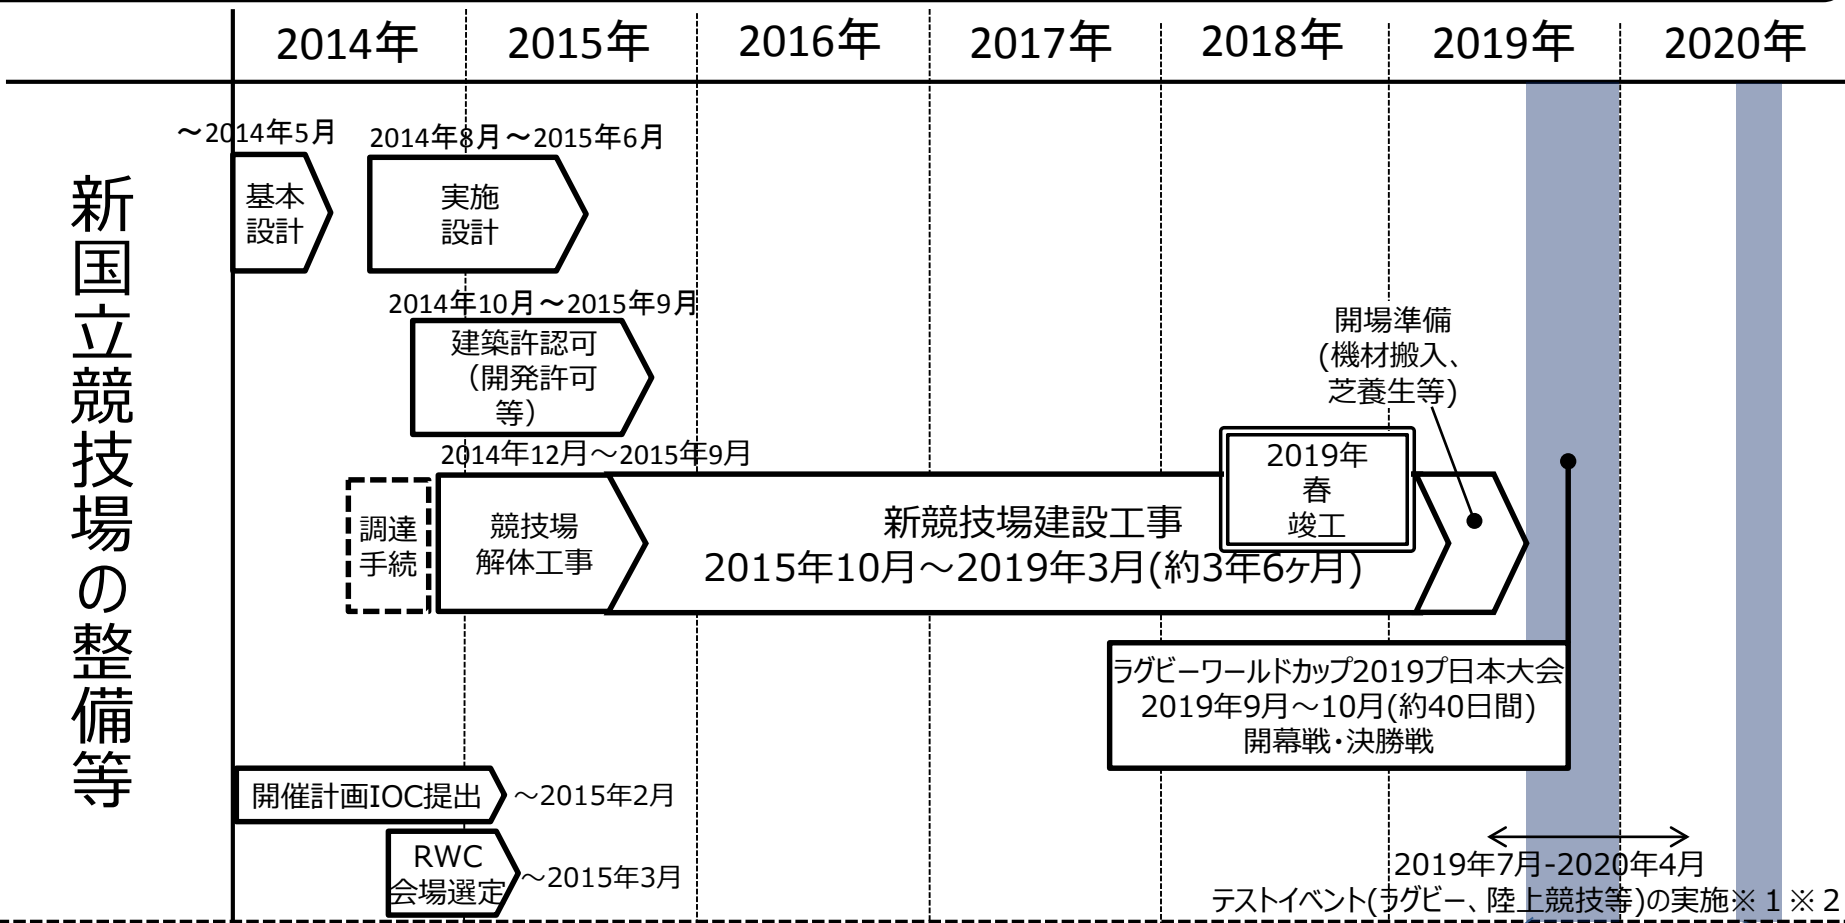 2014年 2015年 2016年 2017年 2018年 2019年 2020年
新国立競技場の整備等
～2014年5月
基本
設計
2014年8月～2015年6月
実施
設計
2014年10月～2015年9月
建築許認可
（開発許可
等）
開場準備
(機材搬入、
芝養生等)
2014年12月～2015年9月
調達
手続
競技場
解体工事
新競技場建設工事
2015年10月～2019年3月(約3年6ヶ月)
2019年
春
竣工
ラグビーワールドカップ2019プ日本大会
2019年9月～10月(約40日間)
開幕戦・決勝戦
開催計画IOC提出
～2015年2月
RWC
会場選定
～2015年3月
2019年7月-2020年4月
テストイベント(ラグビー、陸上競技等)の実施※１※２